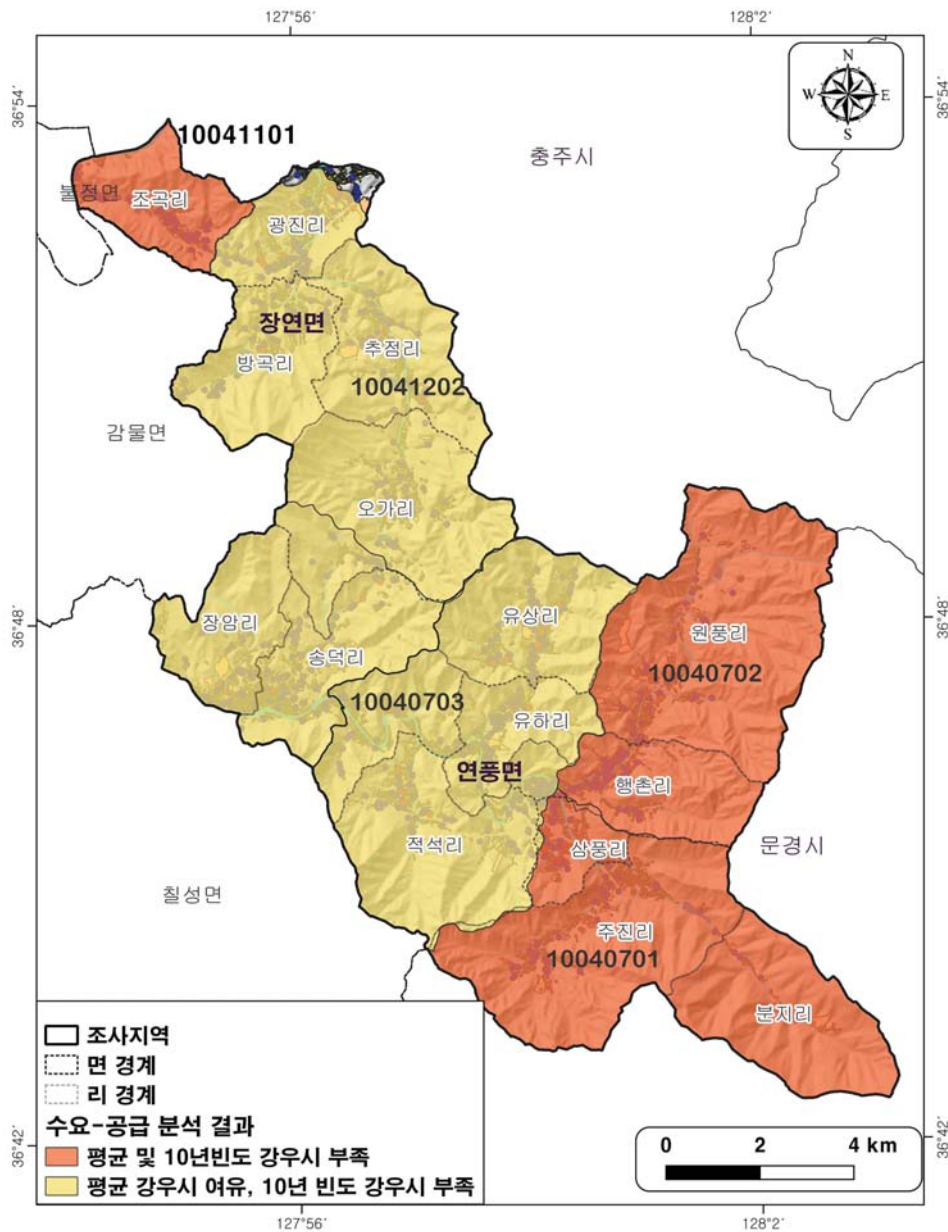 127°56´ 128°2´
36°54´ 36°54´
N
W E
S
10041101
충주시
불정면
조곡리
광진리
장연면
방곡리
추점리
10041202
감물면
오가리
36°48´ 36°48´
장암리
유상리
원풍리
송덕리
10040702
10040703
유하리
연풍면
행촌리
적석리
삼풍리
문경시
칠성면
주진리
10040701
분지리
조사지역
면 경계
리 경계
수요-공급 분석 결과
평균 및 10년빈도 강우시 부족
평균 강우시 여유, 10년 빈도 강우시 부족
0 2 4 km
36°42´ 36°42´
127°56´ 128°2´